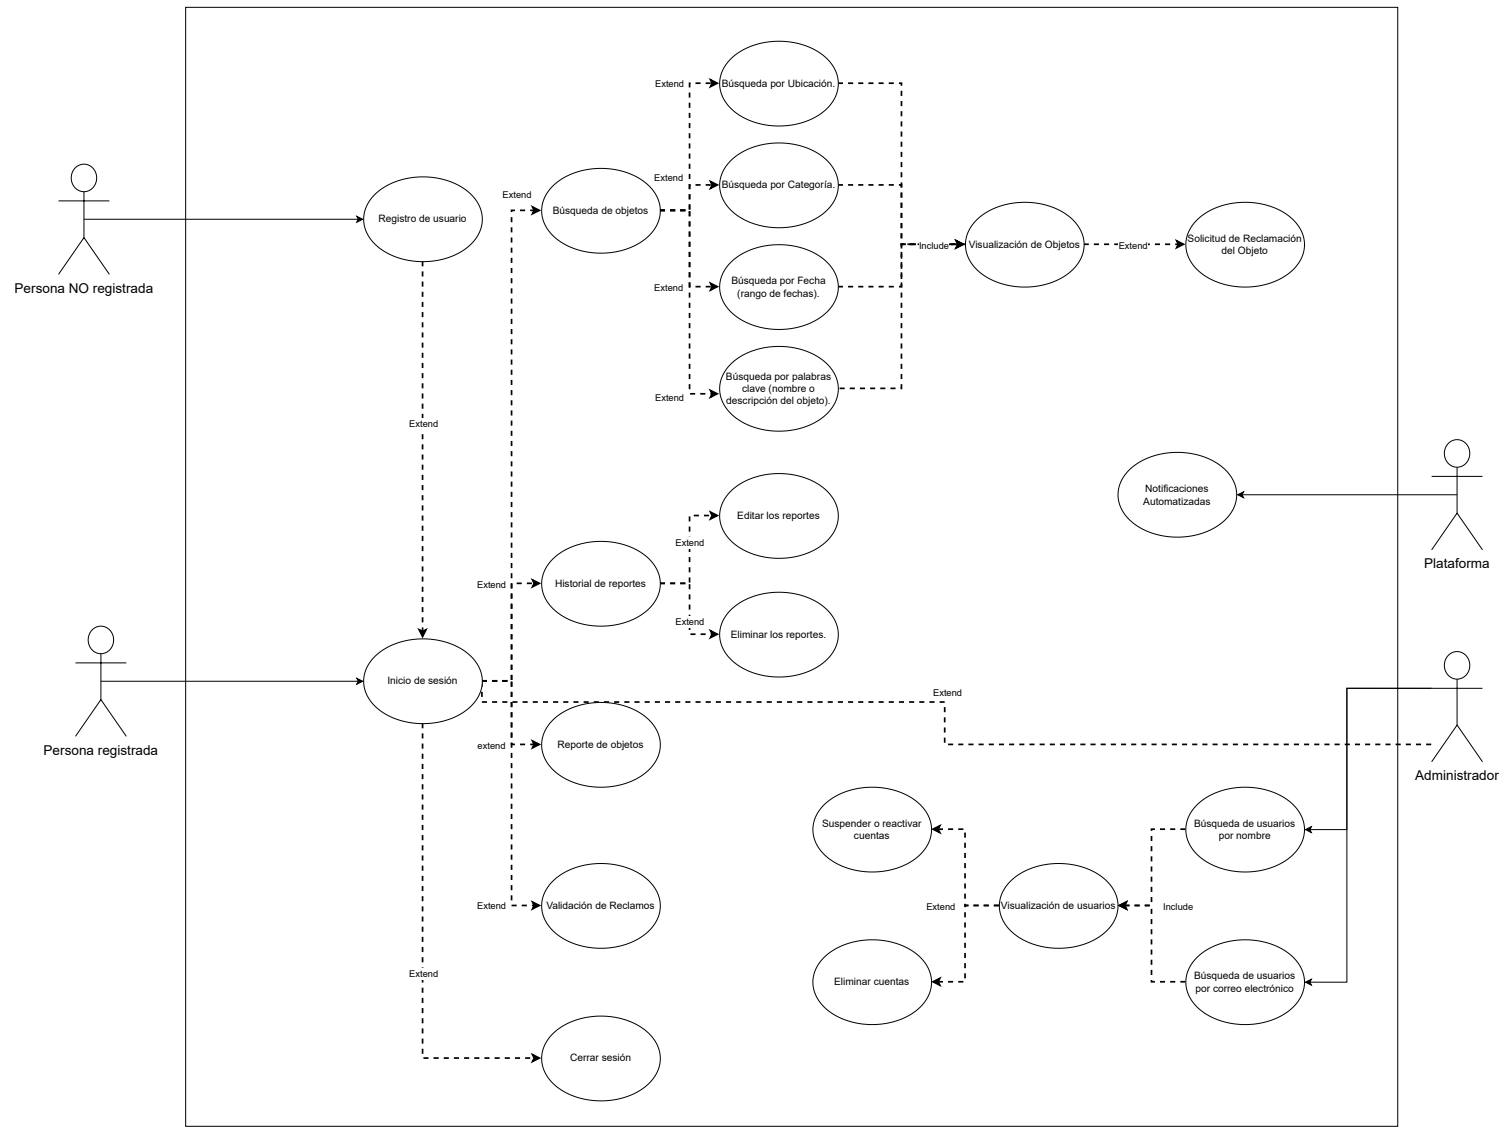 Extend
Búsqueda por Ubicación.
Extend
Búsqueda por Categoría.
Extend
Búsqueda de objetos
Registro de usuario
Persona NO registrada
Include
Visualización de Objetos
Extend
Solicitud de Reclamación
del Objeto
Extend
Búsqueda por Fecha
(rango de fechas).
Extend
Búsqueda por palabras
clave (nombre o
descripción del objeto).
Extend
Notificaciones
Automatizadas
Plataforma
Editar los reportes
Extend
Extend
Historial de reportes
Extend
Eliminar los reportes.
Inicio de sesión
Persona registrada
Extend
extend
Reporte de objetos
Administrador
Suspender o reactivar
cuentas
Búsqueda de usuarios
por nombre
Extend
Validación de Reclamos
Extend
Visualización de usuarios
Include
Extend
Eliminar cuentas
Búsqueda de usuarios
por correo electrónico
Cerrar sesión